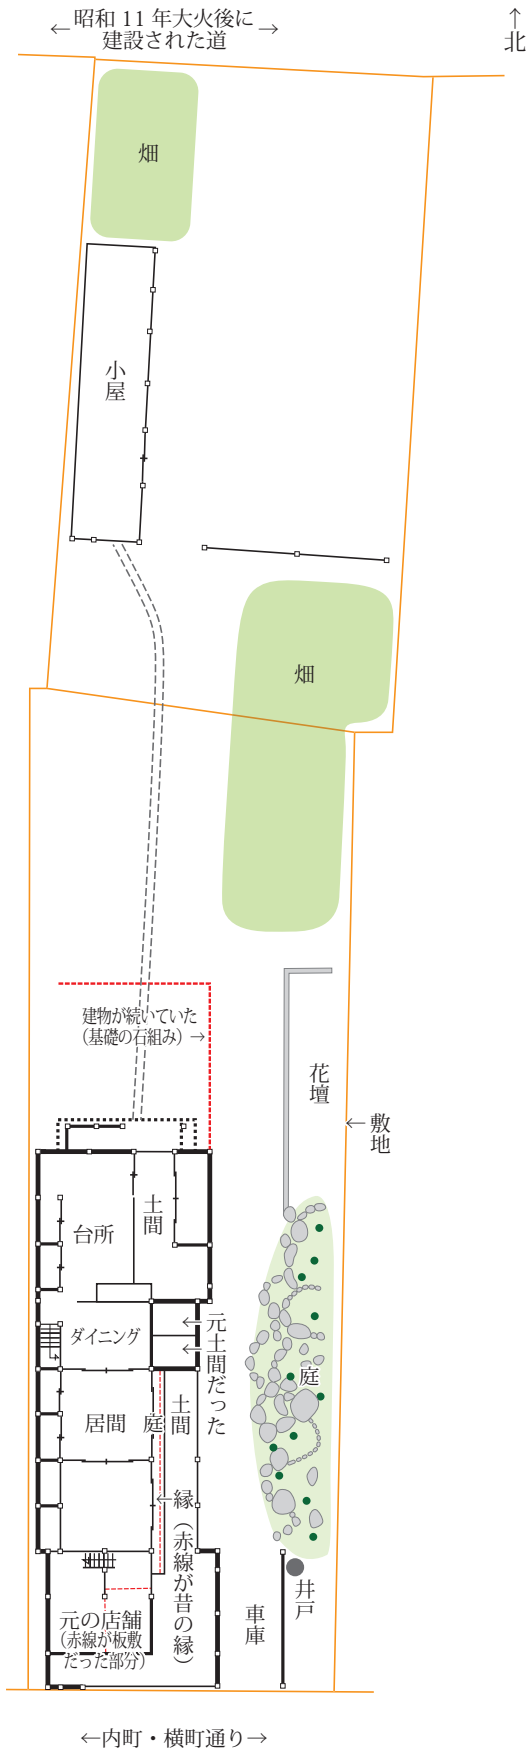 ←昭和 11 年大火後に→
建設された道
↑
北
畑
小屋
畑
建物が続いていた
（基礎の石組み）→
花壇
←敷地
台所
土間
ダイニング
←元土間だった
←
居間
庭
土間
庭
←縁（赤線が昔の縁）
元の店舗
（赤線が板敷
だった部分）
車庫
井戸
←内町・横町通り→